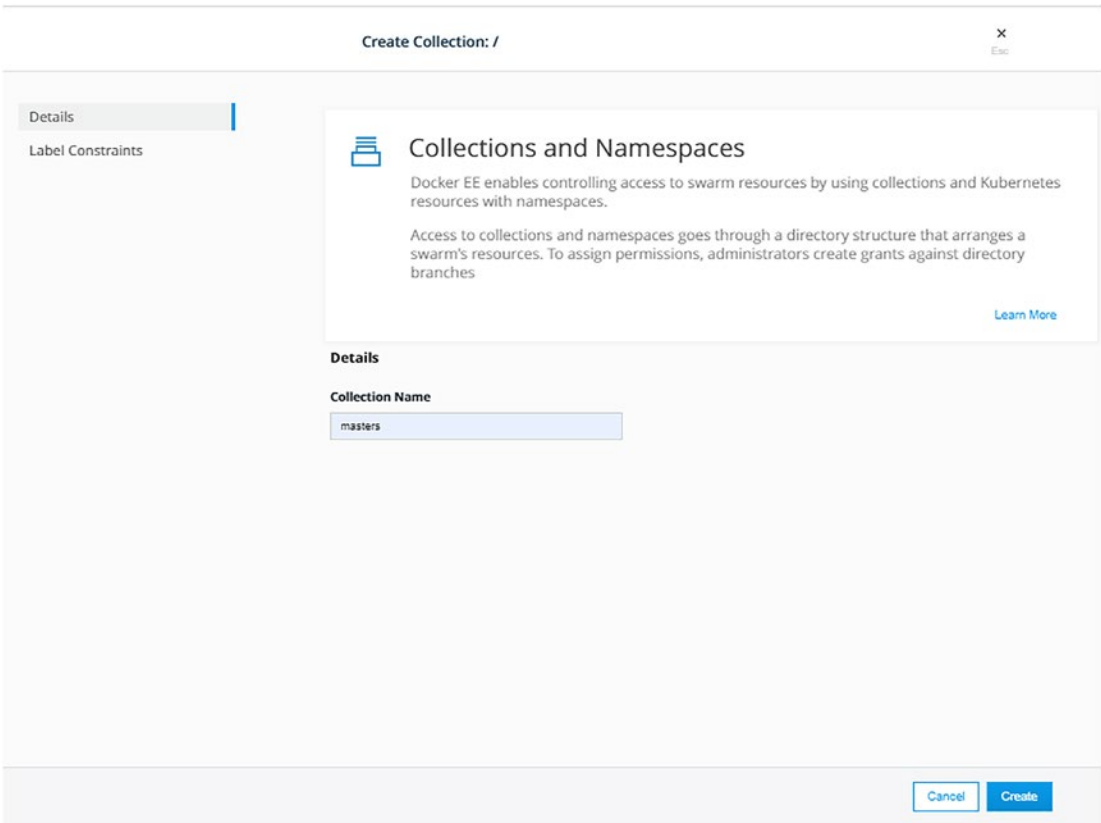 Create Collection: /
×
Esc
Details
Label Constraints
Collections and Namespaces
Docker EE enables controlling access to swarm resources by using collections and Kubernetes
resources with namespaces.
Access to collections and namespaces goes through a directory structure that arranges a
swarm's resources. To assign permissions, administrators create grants against directory
branches
Learn More
Details
Collection Name
masters
Cancel
Create